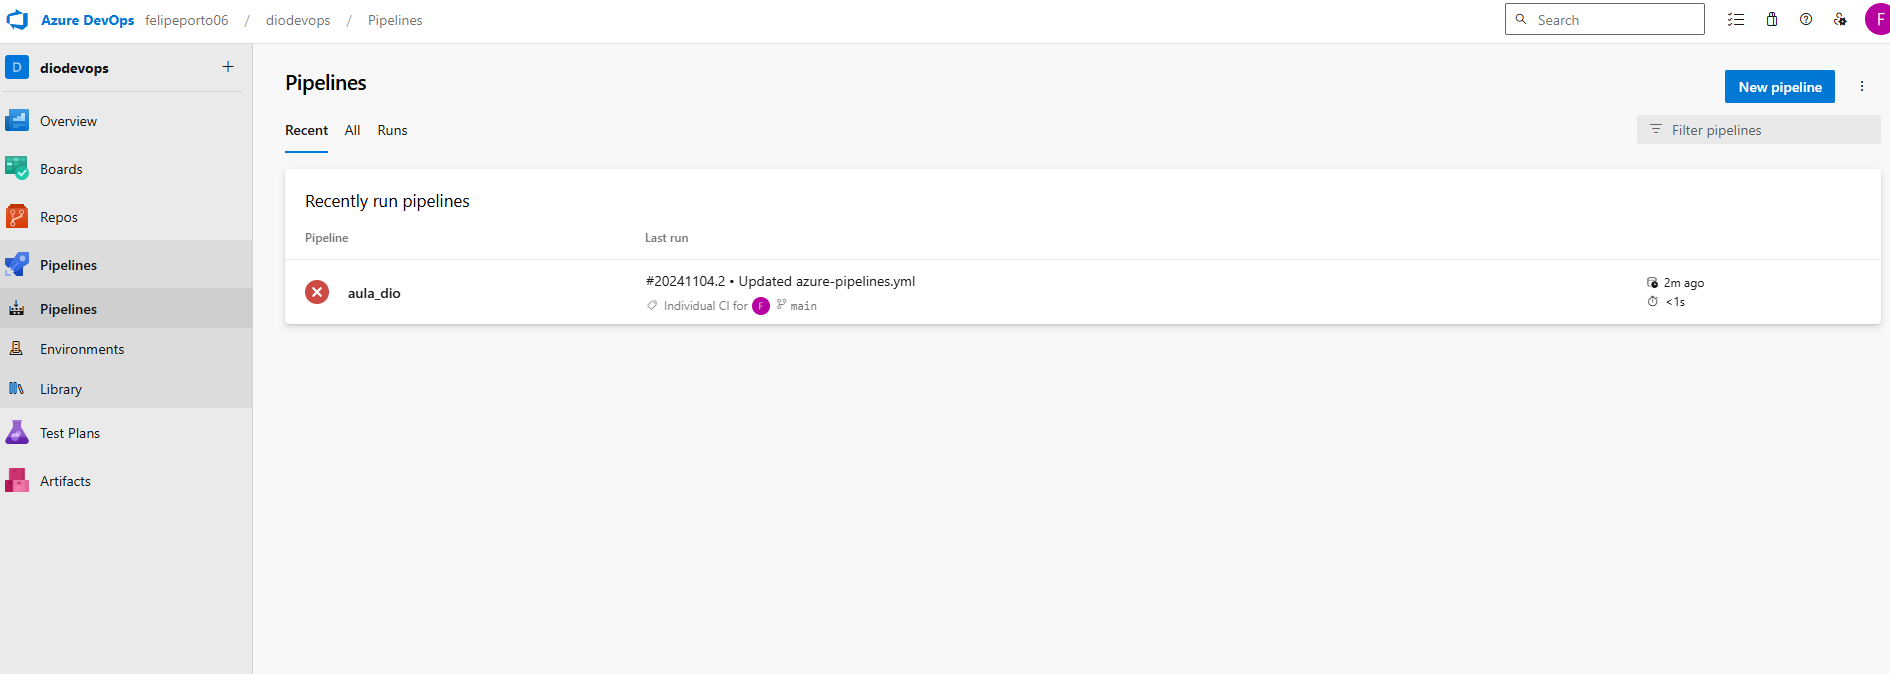 Azure DevOps felipeporto06 / diodevops / Pipelines Search F
D diodevops +
Overview
Boards
Repos
Pipelines
Pipelines
Environments
Library
Test Plans
Artifacts
Pipelines
New pipeline
Recent All Runs
Filter pipelines
Recently run pipelines
Pipeline Last run
aula_dio
#20241104.2 • Updated azure-pipelines.yml
Individual CI for F main
2m ago
<1s